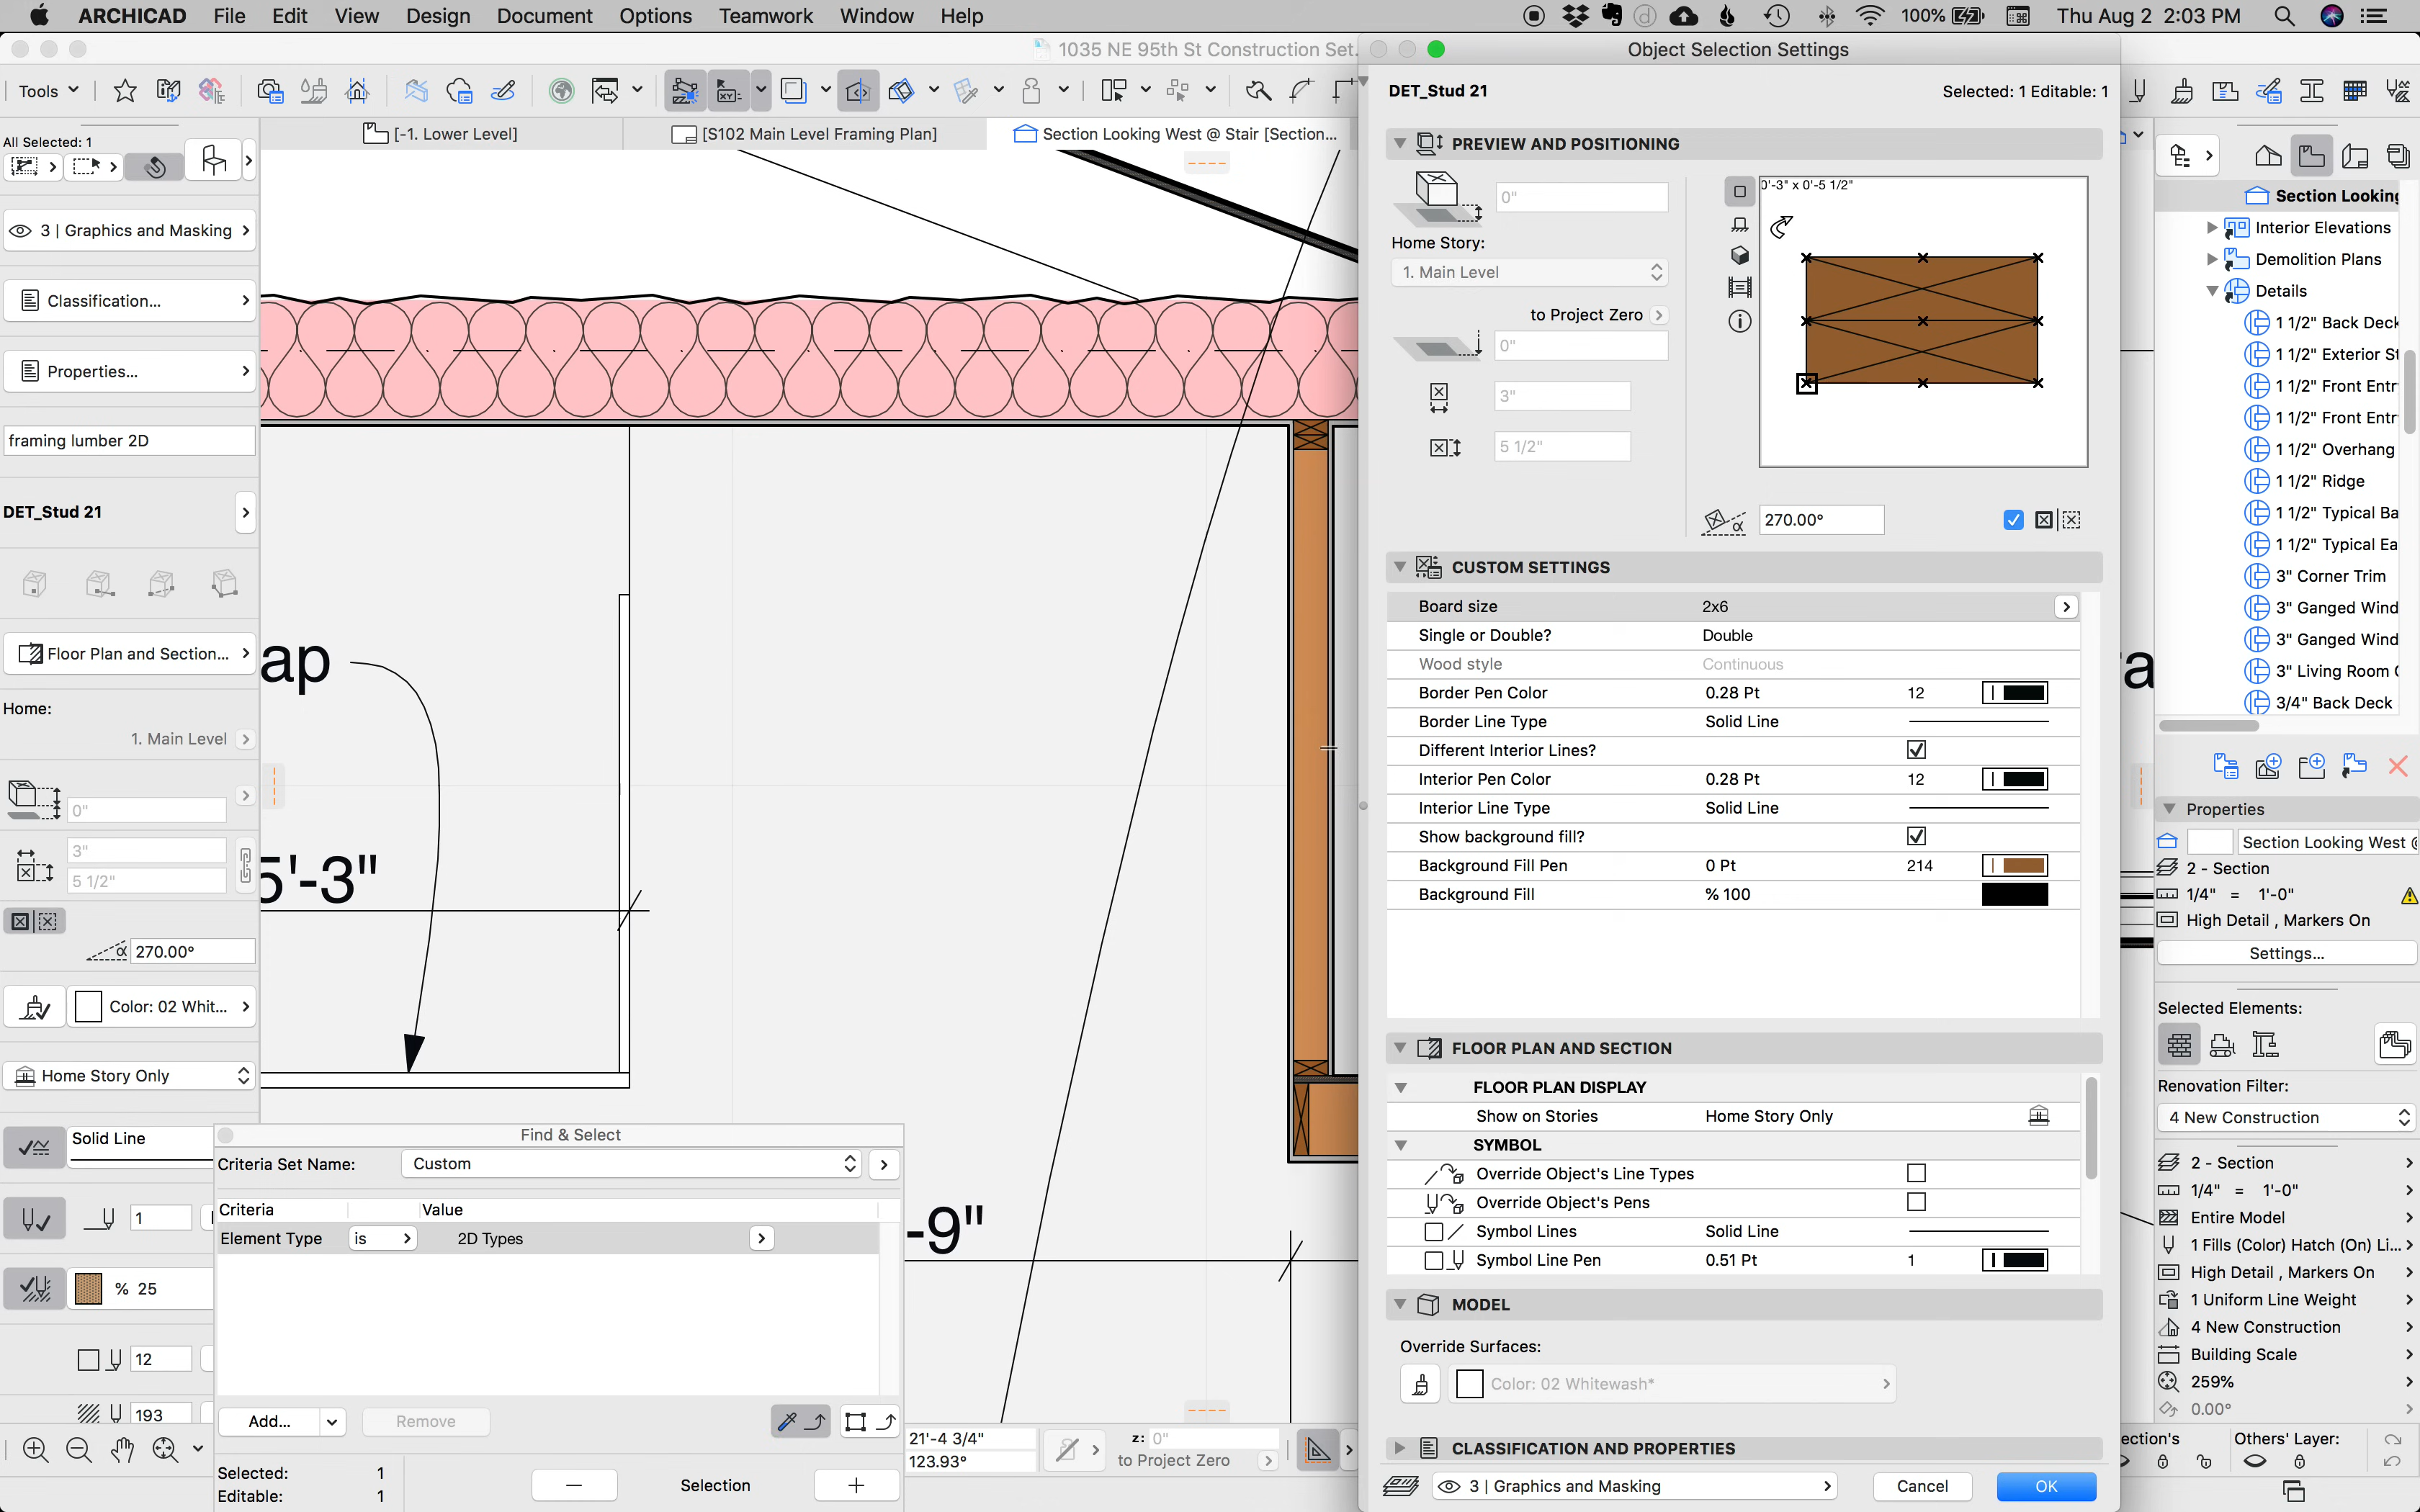 ARCHICAD File Edit View Design Document Options Teamwork Window Help
100% Thu Aug 2 2:03 PM
1035 NE 95th St Construction Set.
Object Selection Settings
Tools
DET_Stud 21
Selected: 1 Editable: 1
[-1. Lower Level]
[S102 Main Level Framing Plan]
Section Looking West @ Stair [Section...
All Selected: 1
3 | Graphics and Masking
Classification...
Properties...
framing lumber 2D
DET_Stud 21
Floor Plan and Section...
Home:
1. Main Level
0"
3"
5 1/2"
270.00°
Color: 02 Whit...
Home Story Only
Solid Line
1
% 25
12
193
ap
5'-3"
-9"
ra
Find & Select
Criteria Set Name:
Custom
Criteria
Value
Element Type
is
2D Types
Add...
Remove
Selected: 1
Editable: 1
Selection
21'-4 3/4"
123.93°
z: 0"
to Project Zero
PREVIEW AND POSITIONING
0"
Home Story:
1. Main Level
to Project Zero
0"
3"
5 1/2"
0'-3" x 0'-5 1/2"
α
270.00°
CUSTOM SETTINGS
Board size 2x6
Single or Double? Double
Wood style Continuous
Border Pen Color 0.28 Pt 12
Border Line Type Solid Line
Different Interior Lines?
Interior Pen Color 0.28 Pt 12
Interior Line Type Solid Line
Show background fill?
Background Fill Pen 0 Pt 214
Background Fill % 100
FLOOR PLAN AND SECTION
FLOOR PLAN DISPLAY
Show on Stories Home Story Only
SYMBOL
Override Object's Line Types
Override Object's Pens
Symbol Lines Solid Line
Symbol Line Pen 0.51 Pt 1
MODEL
Override Surfaces:
Color: 02 Whitewash*
CLASSIFICATION AND PROPERTIES
3 | Graphics and Masking
Cancel
OK
Section Looking
Interior Elevations
Demolition Plans
Details
1 1/2" Back Deck
1 1/2" Exterior St
1 1/2" Front Entr
1 1/2" Front Entr
1 1/2" Overhang
1 1/2" Ridge
1 1/2" Typical Ba
1 1/2" Typical Ea
3" Corner Trim
3" Ganged Wind
3" Ganged Wind
3" Living Room
3/4" Back Deck
Properties
Section Looking West @
2 - Section
1/4" = 1'-0"
High Detail , Markers On
Settings...
Selected Elements:
Renovation Filter:
4 New Construction
2 - Section
1/4" = 1'-0"
Entire Model
1 Fills (Color) Hatch (On) Li...
High Detail , Markers On
1 Uniform Line Weight
4 New Construction
Building Scale
259%
0.00°
ection's
Others' Layer: